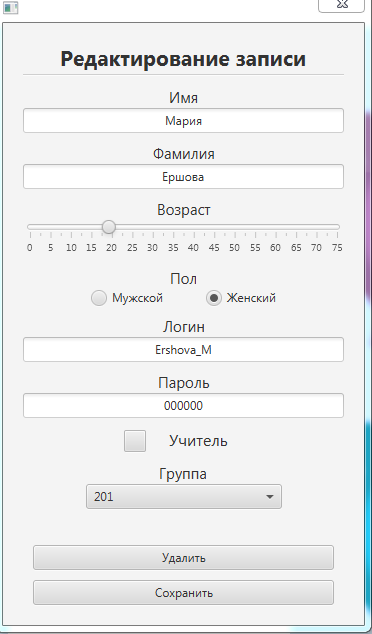 Редактирование записи
Имя
Мария
Фамилия
Ершова
Возраст
0 5 10 15 20 25 30 35 40 45 50 55 60 65 70 75
Пол
Мужской Женский
Логин
Ershova_M
Пароль
000000
Учитель
Группа
201
Удалить
Сохранить